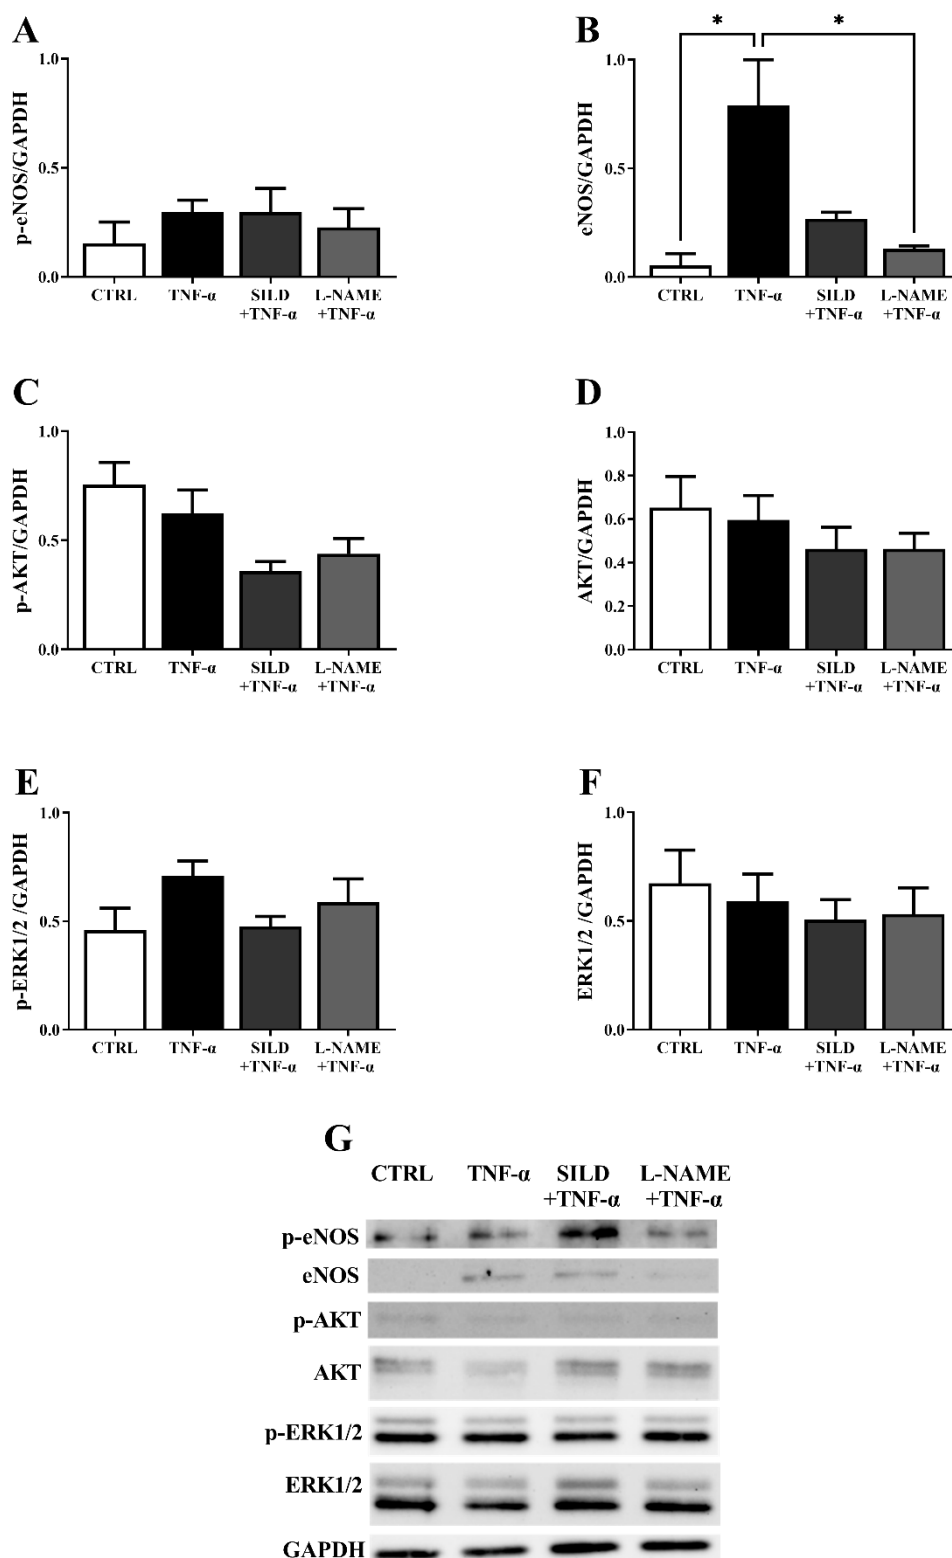 A
p-eNOS/GAPDH
1.0
0.5
0.0
CTRL TNF-α SILD L-NAME
+TNF-α +TNF-α
B
* *
eNOS/GAPDH
1.0
0.5
0.0
CTRL TNF-α SILD L-NAME
+TNF-α +TNF-α
C
p-AKT/GAPDH
1.0
0.5
0.0
CTRL TNF-α SILD L-NAME
+TNF-α +TNF-α
D
AKT/GAPDH
1.0
0.8
0.6
0.4
0.2
0.0
CTRL TNF-α SILD L-NAME
+TNF-α +TNF-α
E
p-ERK1/2 /GAPDH
1.0
0.5
0.0
CTRL TNF-α SILD L-NAME
+TNF-α +TNF-α
F
ERK1/2 /GAPDH
1.0
0.5
0.0
CTRL TNF-α SILD L-NAME
+TNF-α +TNF-α
G
CTRL TNF-α SILD L-NAME
+TNF-α +TNF-α
p-eNOS
eNOS
p-AKT
AKT
p-ERK1/2
ERK1/2
GAPDH